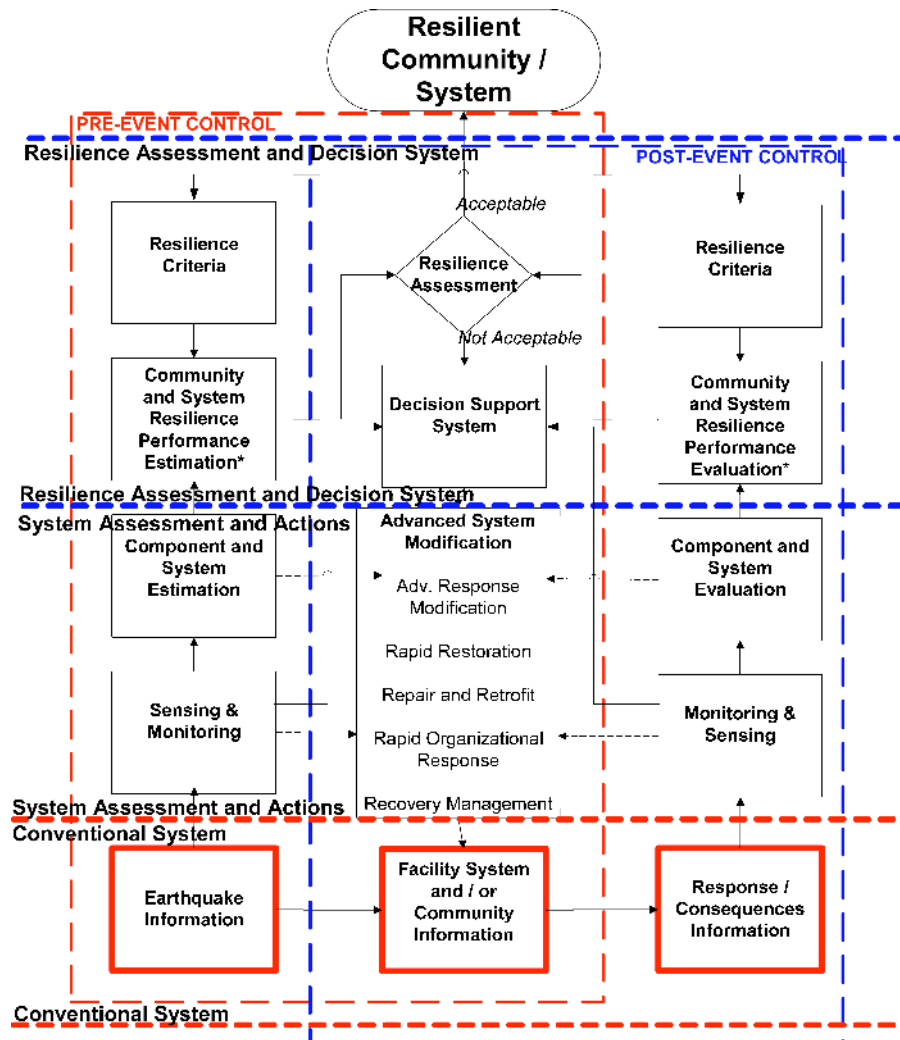 Resilient
Community /
System
PRE-EVENT CONTROL
Resilience Assessment and Decision System
POST-EVENT CONTROL
Acceptable
Resilience
Criteria
Resilience
Assessment
Resilience
Criteria
Not Acceptable
Community
and System
Resilience
Performance
Estimation*
Decision Support
System
Community
and System
Resilience
Performance
Evaluation*
Resilience Assessment and Decision System
System Assessment and Actions
Component and
System
Estimation
Advanced System
Modification
Adv. Response
Modification
Rapid Restoration
Repair and Retrofit
Rapid Organizational
Response
Recovery Management
Component and
System
Evaluation
Sensing &
Monitoring
Monitoring &
Sensing
System Assessment and Actions
Conventional System
Earthquake
Information
Facility System
and / or
Community
Information
Response /
Consequences
Information
Conventional System